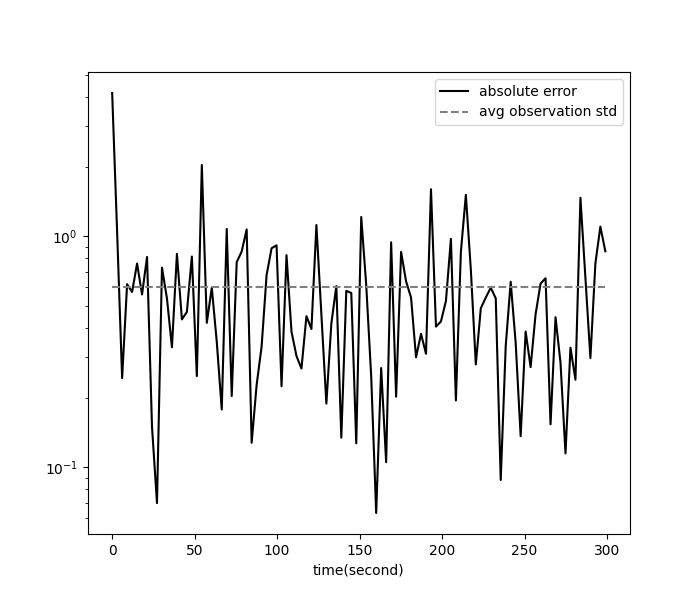 absolute error
avg observation std
10⁰
10⁻¹
0 50 100 150 200 250 300
time(second)